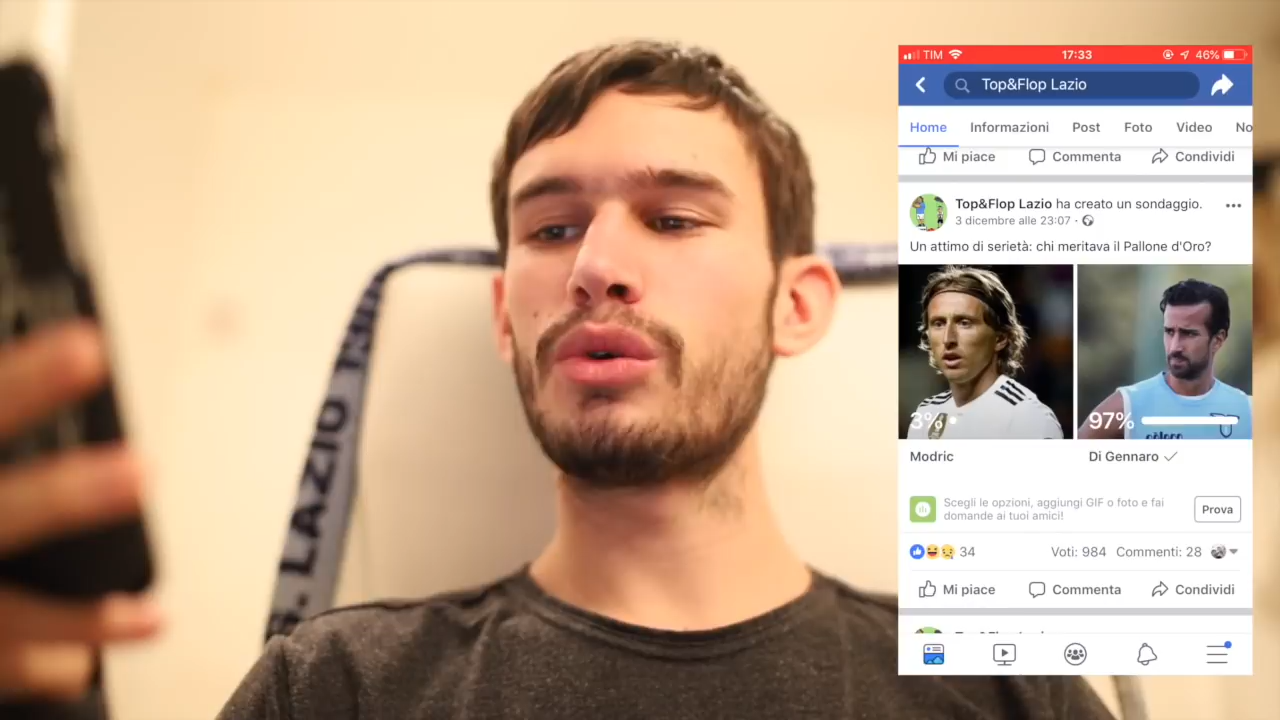 S. LAZIO 1900
TIM 17:33 46%
Top&Flop Lazio
Home Informazioni Post Foto Video No
Mi piace Commenta Condividi
Top&Flop Lazio ha creato un sondaggio.
3 dicembre alle 23:07
Un attimo di serietà: chi meritava il Pallone d'Oro?
3% 97%
Modric Di Gennaro
Scegli le opzioni, aggiungi GIF o foto e fai
domande ai tuoi amici!
Prova
34 Voti: 984 Commenti: 28
Mi piace Commenta Condividi